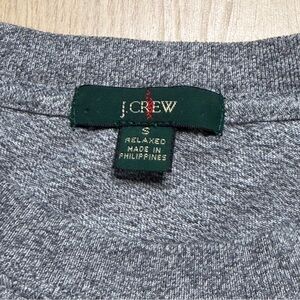 J.CREW
S
RELAXED
MADE IN
PHILIPPINES